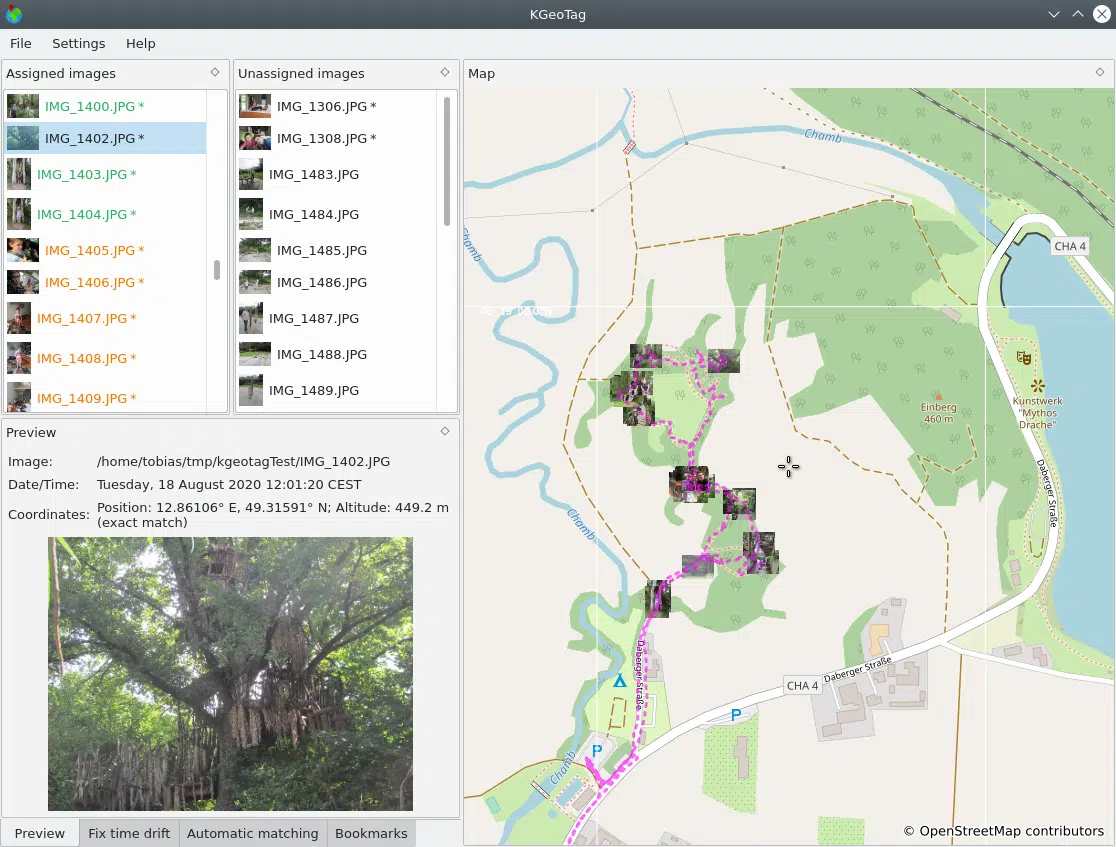 KGeoTag
File Settings Help
Assigned images
IMG_1400.JPG *
IMG_1402.JPG *
IMG_1403.JPG *
IMG_1404.JPG *
IMG_1405.JPG *
IMG_1406.JPG *
IMG_1407.JPG *
IMG_1408.JPG *
IMG_1409.JPG *
Unassigned images
IMG_1306.JPG *
IMG_1308.JPG *
IMG_1483.JPG
IMG_1484.JPG
IMG_1485.JPG
IMG_1486.JPG
IMG_1487.JPG
IMG_1488.JPG
IMG_1489.JPG
Preview
Image: /home/tobias/tmp/kgeotagTest/IMG_1402.JPG
Date/Time: Tuesday, 18 August 2020 12:01:20 CEST
Coordinates: Position: 12.86106° E, 49.31591° N; Altitude: 449.2 m
(exact match)
Preview Fix time drift Automatic matching Bookmarks
Map
Chamb
Chamb
CHA 4
Einberg
460 m
Kunstwerk
"Mythos
Drache"
Daberger Straße
Chamb
Daberger Straße
CHA 4
Daberger Straße
P
P
Chamb
© OpenStreetMap contributors